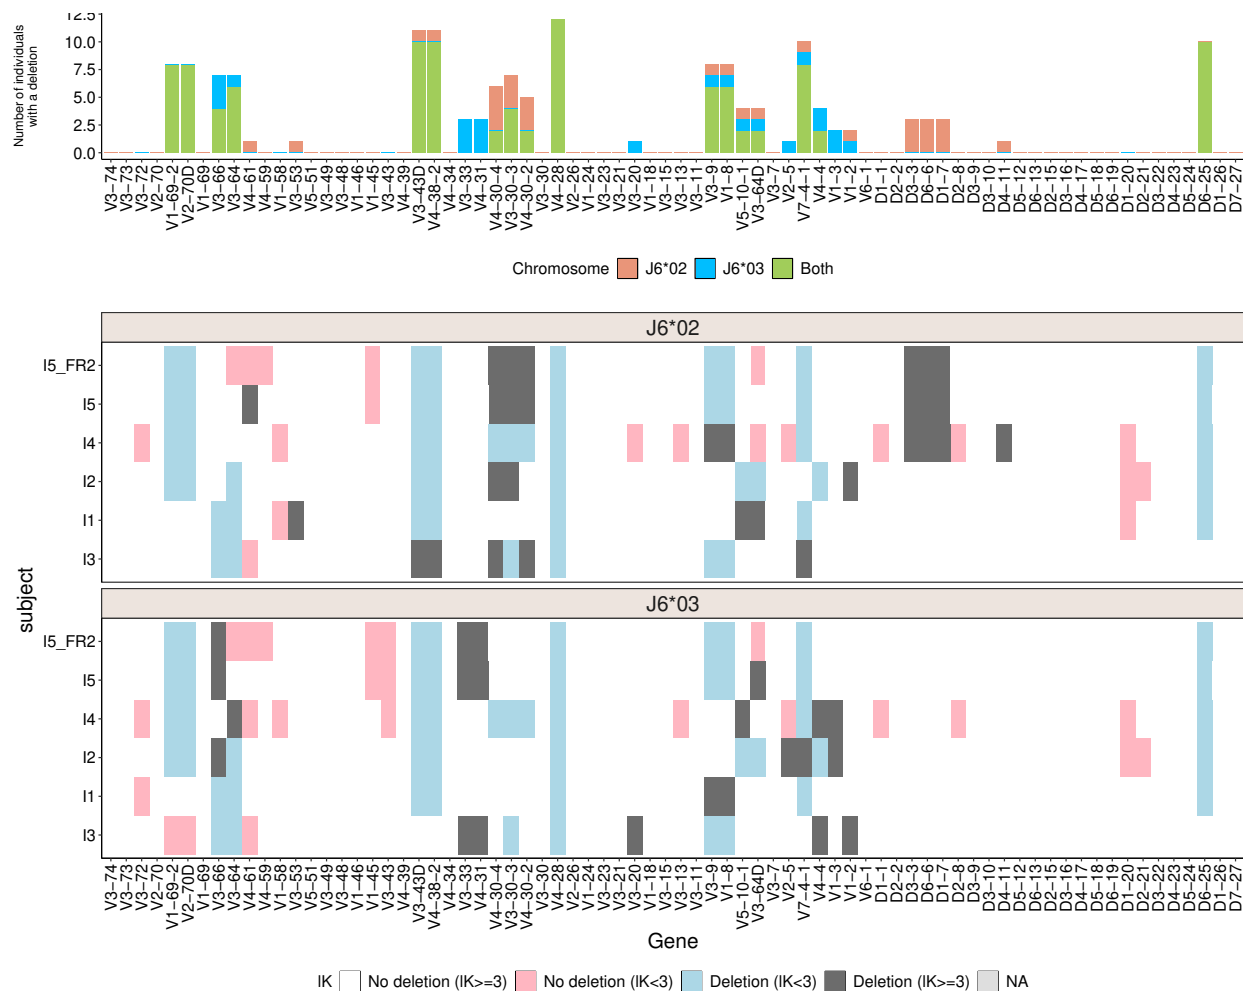 Number of individuals
with a deletion
12.5
10.0
7.5
5.0
2.5
0.0
V3−74
V3−73
V3−72
V2−70
V1−69−2
V2−70D
V1−69
V3−66
V3−64
V4−61
V4−59
V1−58
V3−53
V5−51
V3−49
V3−48
V1−46
V1−45
V3−43
V4−39
V3−43D
V4−38−2
V4−34
V3−33
V4−31
V4−30−4
V3−30−3
V4−30−2
V3−30
V4−28
V2−26
V1−24
V3−23
V3−21
V3−20
V1−18
V3−15
V3−13
V3−11
V3−9
V1−8
V5−10−1
V3−64D
V3−7
V2−5
V7−4−1
V4−4
V1−3
V1−2
V6−1
D1−1
D2−2
D3−3
D6−6
D1−7
D2−8
D3−9
D3−10
D4−11
D5−12
D6−13
D2−15
D3−16
D4−17
D5−18
D6−19
D1−20
D2−21
D3−22
D4−23
D5−24
D6−25
D1−26
D7−27
Chromosome J6*02 J6*03 Both
J6*02
I5_FR2
I5
I4
I2
I1
I3
subject
J6*03
I5_FR2
I5
I4
I2
I1
I3
V3−74
V3−73
V3−72
V2−70
V1−69−2
V2−70D
V1−69
V3−66
V3−64
V4−61
V4−59
V1−58
V3−53
V5−51
V3−49
V3−48
V1−46
V1−45
V3−43
V4−39
V3−43D
V4−38−2
V4−34
V3−33
V4−31
V4−30−4
V3−30−3
V4−30−2
V3−30
V4−28
V2−26
V1−24
V3−23
V3−21
V3−20
V1−18
V3−15
V3−13
V3−11
V3−9
V1−8
V5−10−1
V3−64D
V3−7
V2−5
V7−4−1
V4−4
V1−3
V1−2
V6−1
D1−1
D2−2
D3−3
D6−6
D1−7
D2−8
D3−9
D3−10
D4−11
D5−12
D6−13
D2−15
D3−16
D4−17
D5−18
D6−19
D1−20
D2−21
D3−22
D4−23
D5−24
D6−25
D1−26
D7−27
Gene
lK No deletion (lK>=3) No deletion (lK<3) Deletion (lK<3) Deletion (lK>=3) NA